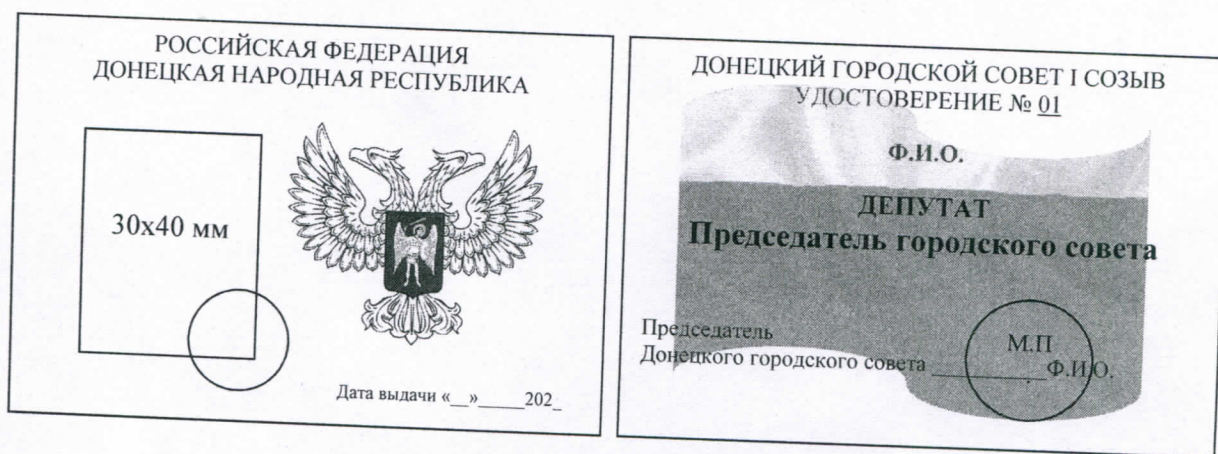 РОССИЙСКАЯ ФЕДЕРАЦИЯ
ДОНЕЦКАЯ НАРОДНАЯ РЕСПУБЛИКА
30х40 мм
Дата выдачи «__»_____202_
ДОНЕЦКИЙ ГОРОДСКОЙ СОВЕТ I СОЗЫВ
УДОСТОВЕРЕНИЕ № 01
Ф.И.О.
ДЕПУТАТ
Председатель городского совета
Председатель
Донецкого городского совета ___________Ф.И.О.
М.П